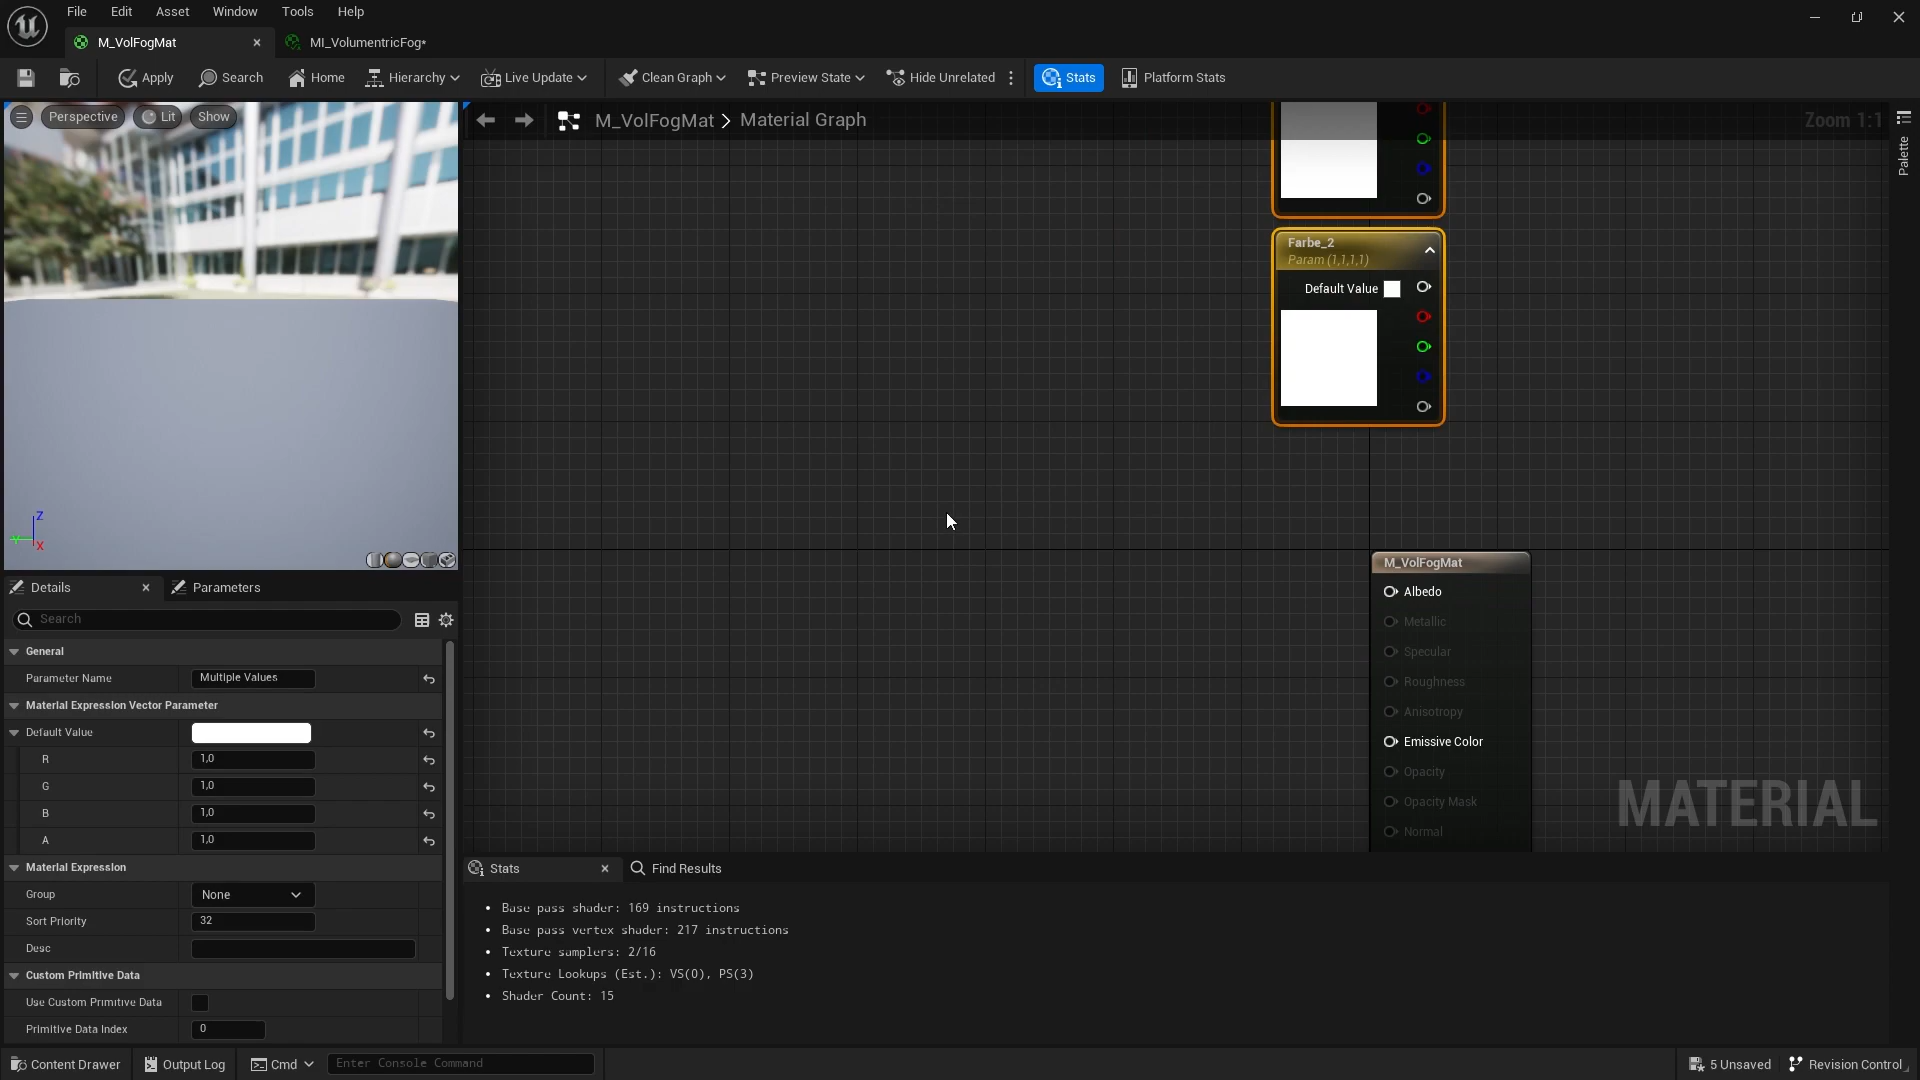 File Edit Asset Window Tools Help
M_VolFogMat MI_VolumentricFog*
Apply Search Home Hierarchy Live Update Clean Graph Preview State Hide Unrelated Stats Platform Stats
Perspective Lit Show
M_VolFogMat > Material Graph
Zoom 1:1
Palette
Farbe_2
Param (1,1,1,1)
Default Value
Z
X
M_VolFogMat
Albedo
Metallic
Specular
Roughness
Anisotropy
Emissive Color
Opacity
Opacity Mask
Normal
MATERIAL
Details Parameters
Search
General
Parameter Name Multiple Values
Material Expression Vector Parameter
Default Value
R 1,0
G 1,0
B 1,0
A 1,0
Material Expression
Group None
Sort Priority 32
Desc
Custom Primitive Data
Use Custom Primitive Data
Primitive Data Index 0
Stats Find Results
• Base pass shader: 169 instructions
• Base pass vertex shader: 217 instructions
• Texture samplers: 2/16
• Texture Lookups (Est.): VS(0), PS(3)
• Shader Count: 15
Content Drawer Output Log Cmd Enter Console Command 5 Unsaved Revision Control